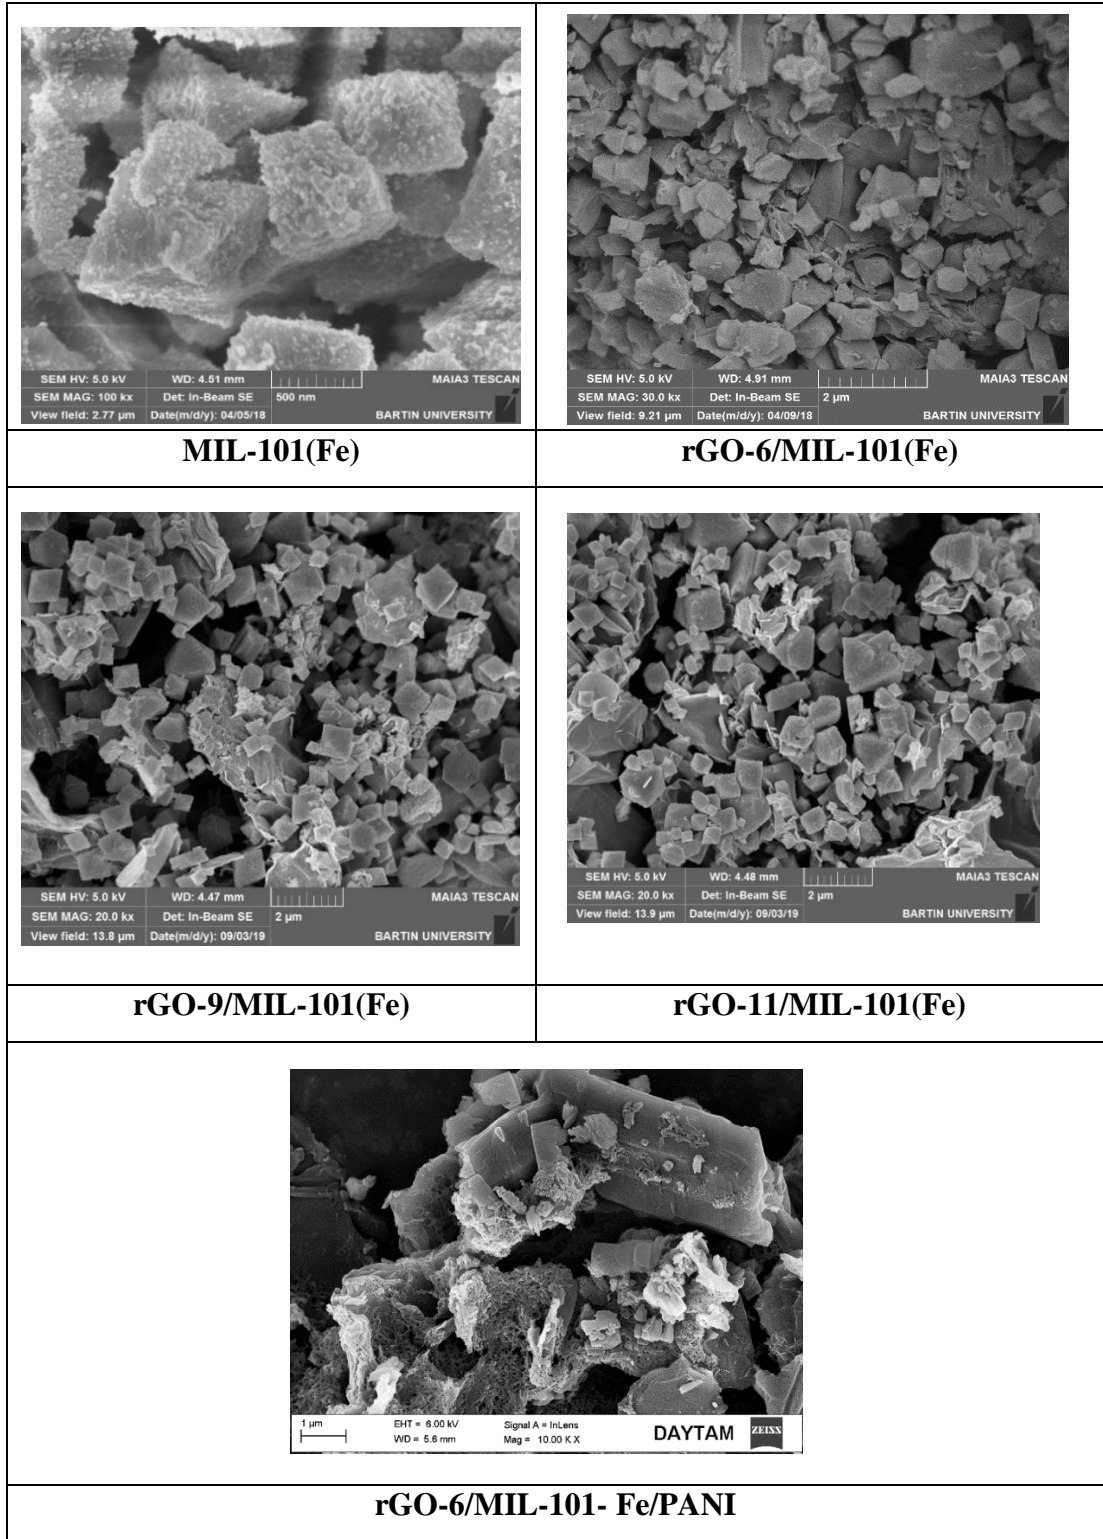 SEM HV: 5.0 kV WD: 4.51 mm MAIA3 TESCAN
SEM MAG: 100 kx Det: In-Beam SE 500 nm
View field: 2.77 µm Date(m/d/y): 04/05/18 BARTIN UNIVERSITY
MIL-101(Fe)
SEM HV: 5.0 kV WD: 4.91 mm MAIA3 TESCAN
SEM MAG: 30.0 kx Det: In-Beam SE 2 µm
View field: 9.21 µm Date(m/d/y): 04/09/18 BARTIN UNIVERSITY
rGO-6/MIL-101(Fe)
SEM HV: 5.0 kV WD: 4.47 mm MAIA3 TESCAN
SEM MAG: 20.0 kx Det: In-Beam SE 2 µm
View field: 13.8 µm Date(m/d/y): 09/03/19 BARTIN UNIVERSITY
rGO-9/MIL-101(Fe)
SEM HV: 5.0 kV WD: 4.48 mm MAIA3 TESCAN
SEM MAG: 20.0 kx Det: In-Beam SE 2 µm
View field: 13.9 µm Date(m/d/y): 09/03/19 BARTIN UNIVERSITY
rGO-11/MIL-101(Fe)
1 µm EHT = 6.00 kV Signal A = InLens DAYTAM ZEISS
WD = 5.6 mm Mag = 10.00 K X
rGO-6/MIL-101- Fe/PANI